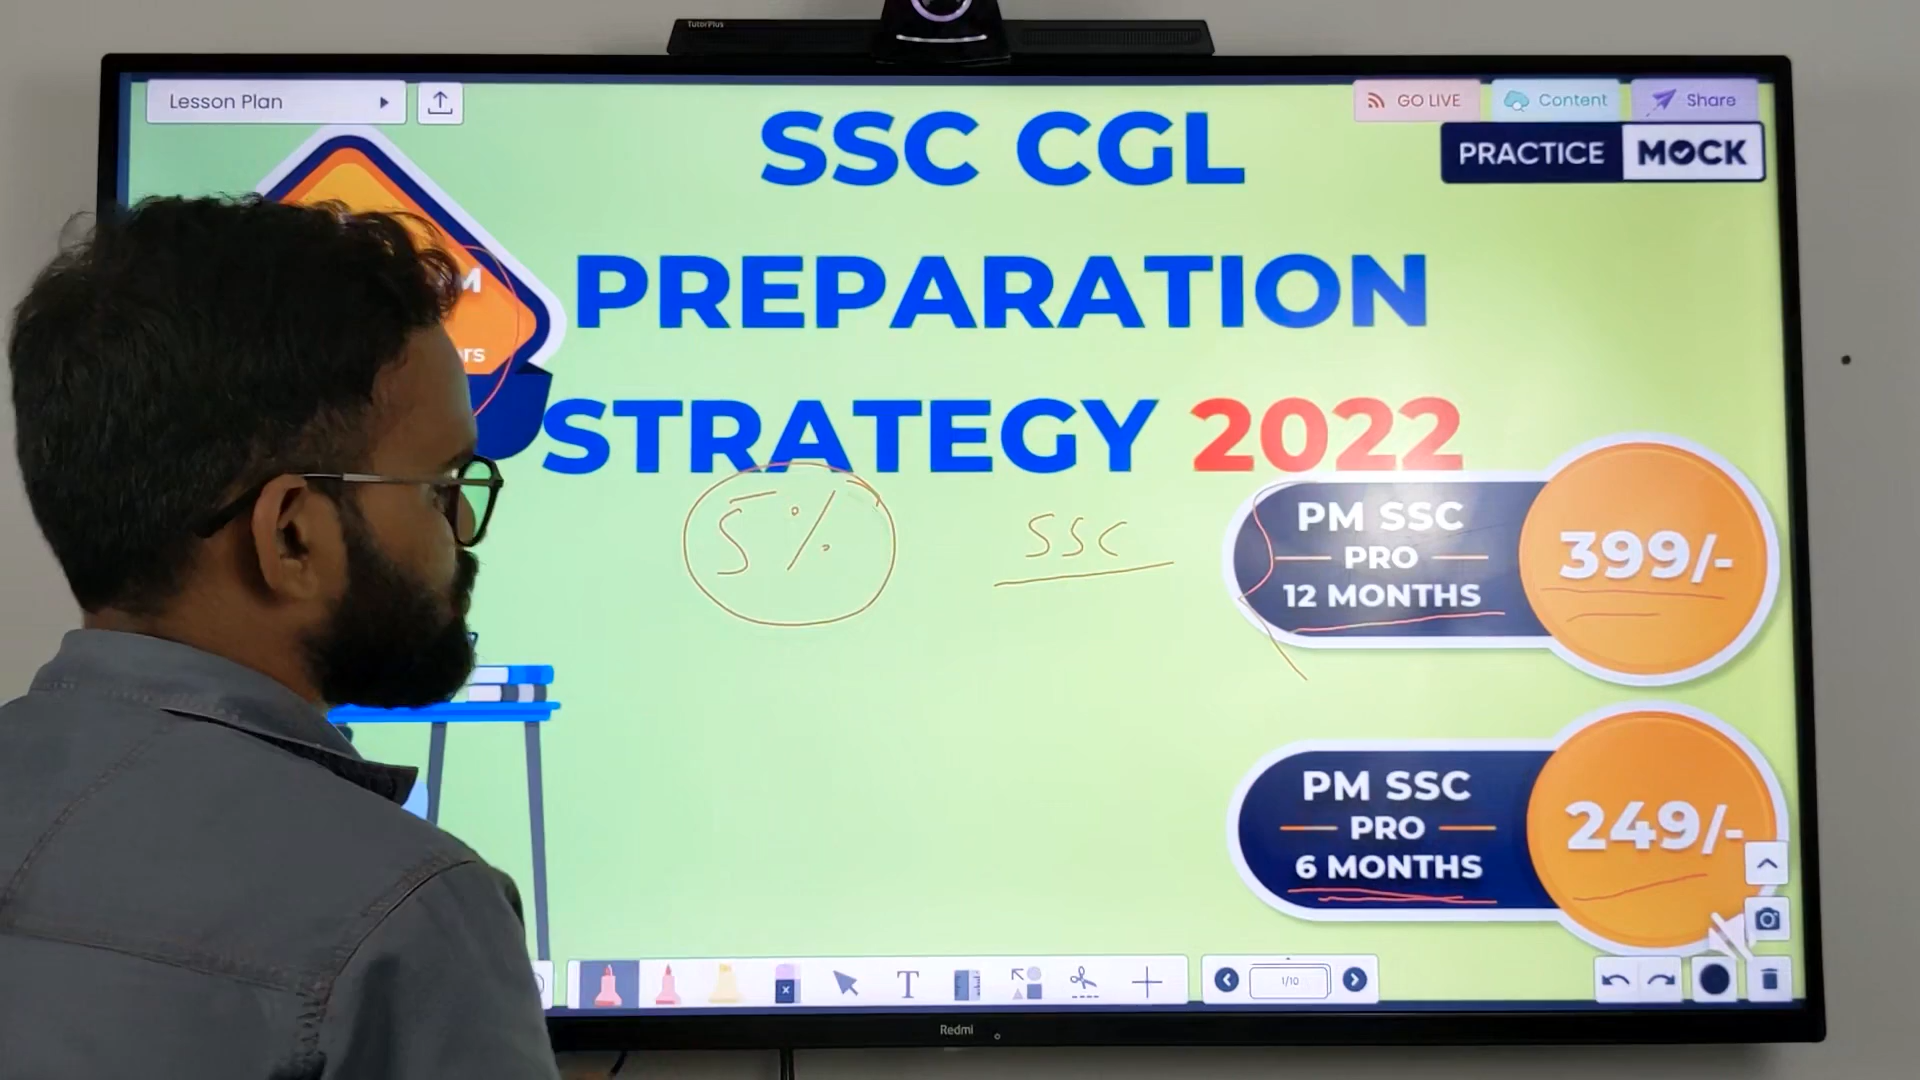 TutorPlus
Lesson Plan
GO LIVE
Content
Share
PRACTICE MOCK
SSC CGL
PREPARATION
STRATEGY 2022
5%
SSC
PM SSC
PRO
12 MONTHS
399/-
PM SSC
PRO
6 MONTHS
249/-
T
1/10
Redmi